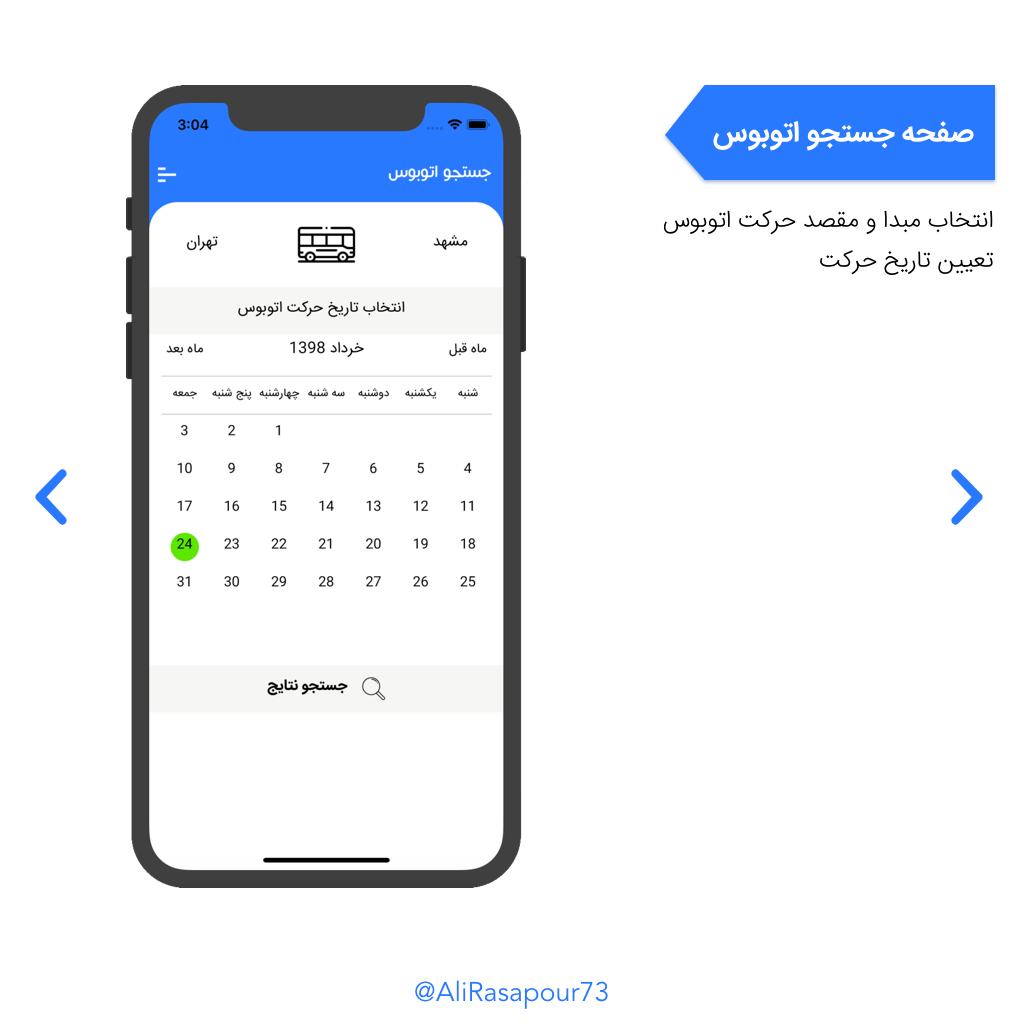 صفحه جستجو اتوبوس
انتخاب مبدا و مقصد حرکت اتوبوس
تعیین تاریخ حرکت
3:04
جستجو اتوبوس
مشهد تهران
انتخاب تاریخ حرکت اتوبوس
ماه قبل خرداد 1398 ماه بعد
شنبه یکشنبه دوشنبه سه شنبه چهارشنبه پنج شنبه جمعه
1 2 3
4 5 6 7 8 9 10
11 12 13 14 15 16 17
18 19 20 21 22 23 24
25 26 27 28 29 30 31
جستجو نتایج
@AliRasapour73